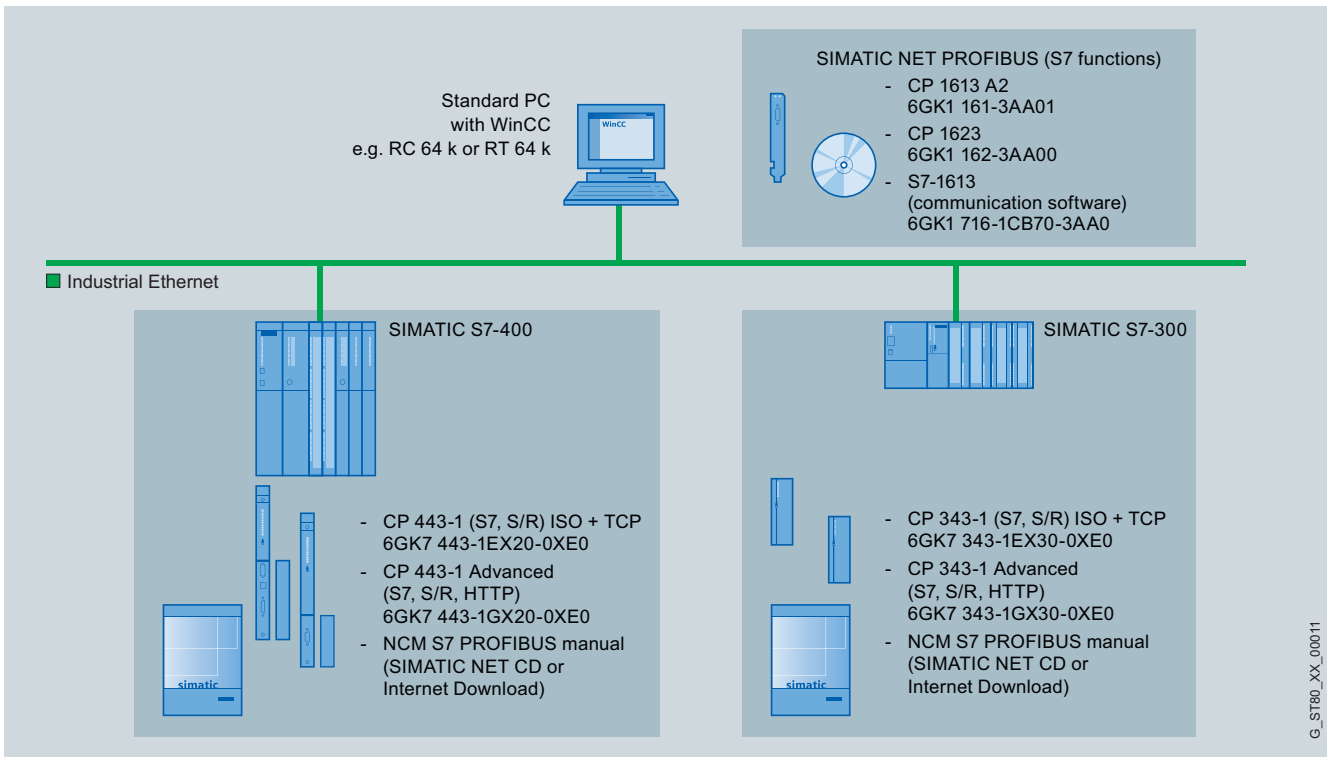 Standard PC
with WinCC
e.g. RC 64 k or RT 64 k
WinCC
SIMATIC NET PROFIBUS (S7 functions)
- CP 1613 A2
6GK1 161-3AA01
- CP 1623
6GK1 162-3AA00
- S7-1613
(communication software)
6GK1 716-1CB70-3AA0
Industrial Ethernet
SIMATIC S7-400
- CP 443-1 (S7, S/R) ISO + TCP
6GK7 443-1EX20-0XE0
- CP 443-1 Advanced
(S7, S/R, HTTP)
6GK7 443-1GX20-0XE0
- NCM S7 PROFIBUS manual
(SIMATIC NET CD or
Internet Download)
simatic
SIMATIC S7-300
- CP 343-1 (S7, S/R) ISO + TCP
6GK7 343-1EX30-0XE0
- CP 343-1 Advanced
(S7, S/R, HTTP)
6GK7 343-1GX30-0XE0
- NCM S7 PROFIBUS manual
(SIMATIC NET CD or
Internet Download)
simatic
G_ST80_XX_00011